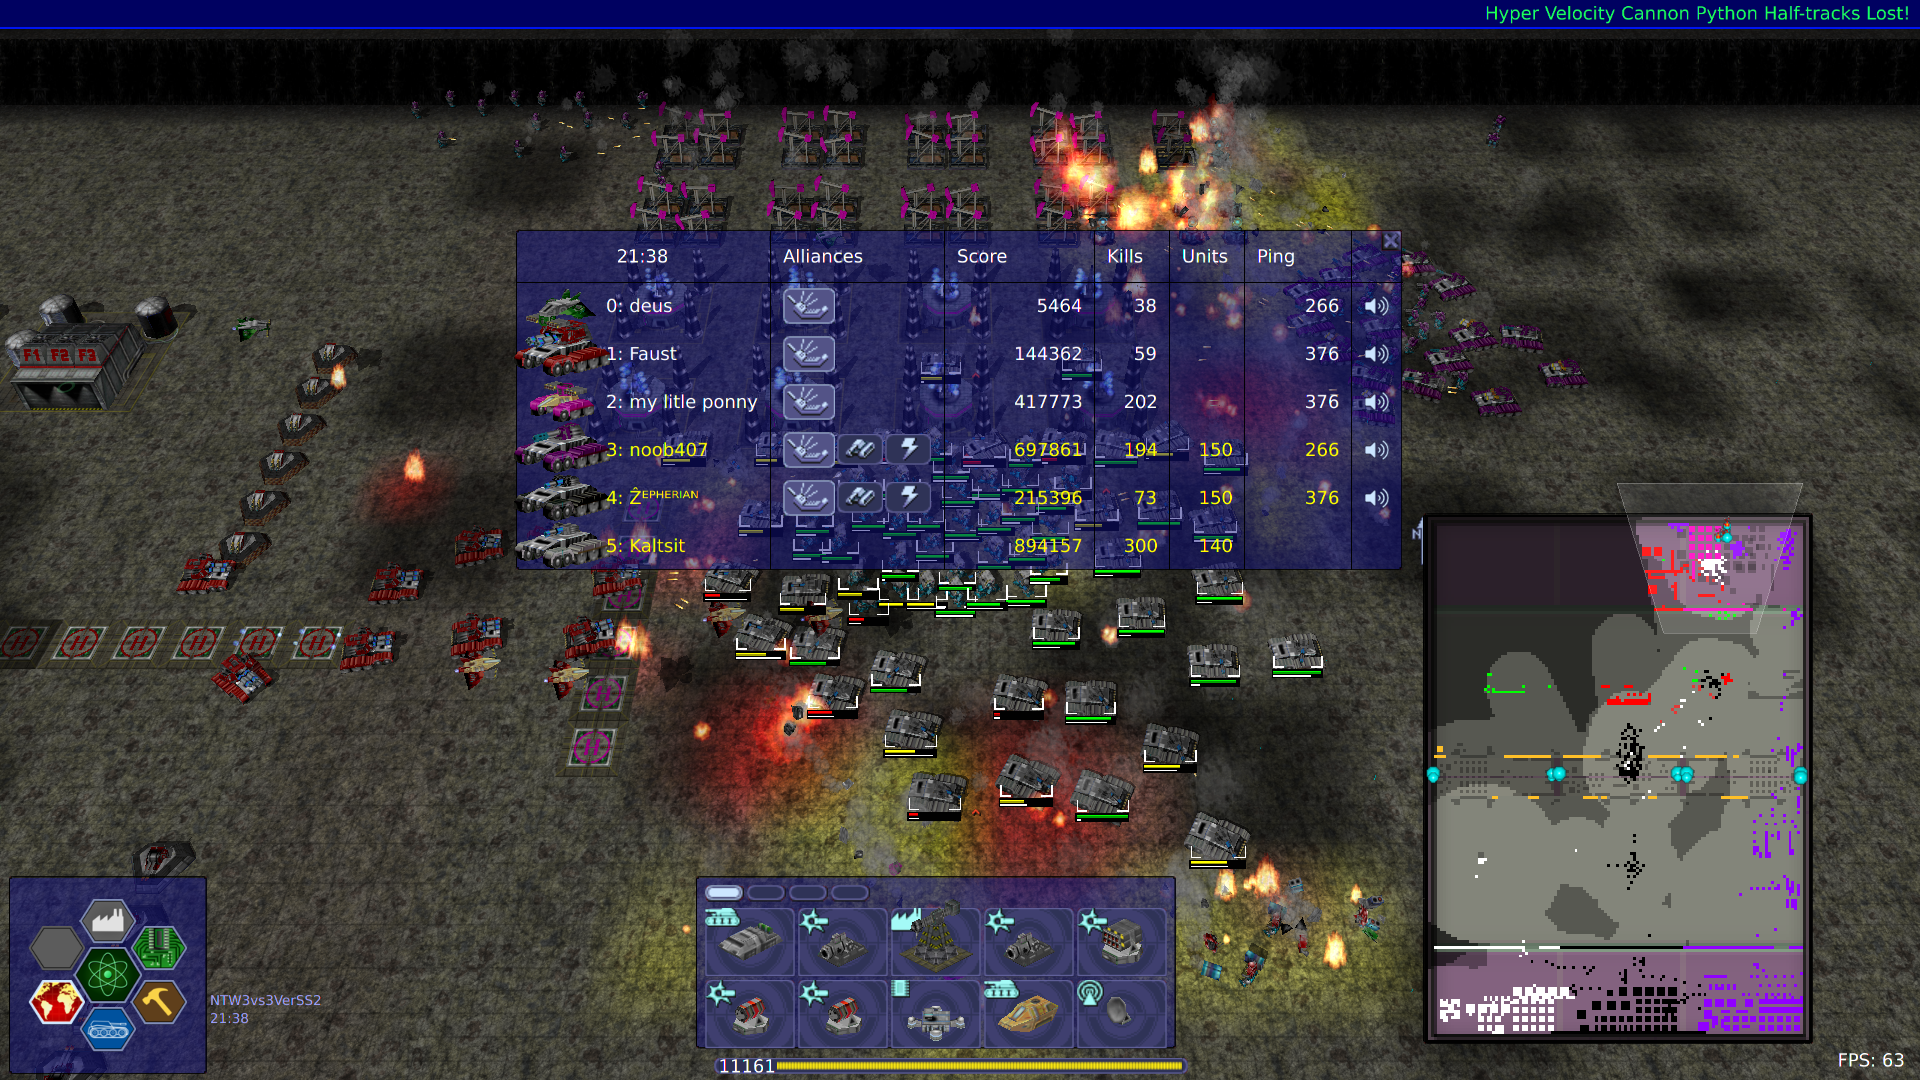 Hyper Velocity Cannon Python Half-tracks Lost!
21:38 Alliances Score Kills Units Ping
0: deus 5464 38 266
1: Faust 144362 59 376
2: my litle ponny 417773 202 376
3: noob407 697861 194 150 266
4: Ẑᴇᴘʜᴇʀɪᴀɴ 215396 73 150 376
5: Kaltsit 894157 300 140
F1 F2 F3
NTW3vs3VerSS2
21:38
11161
FPS: 63